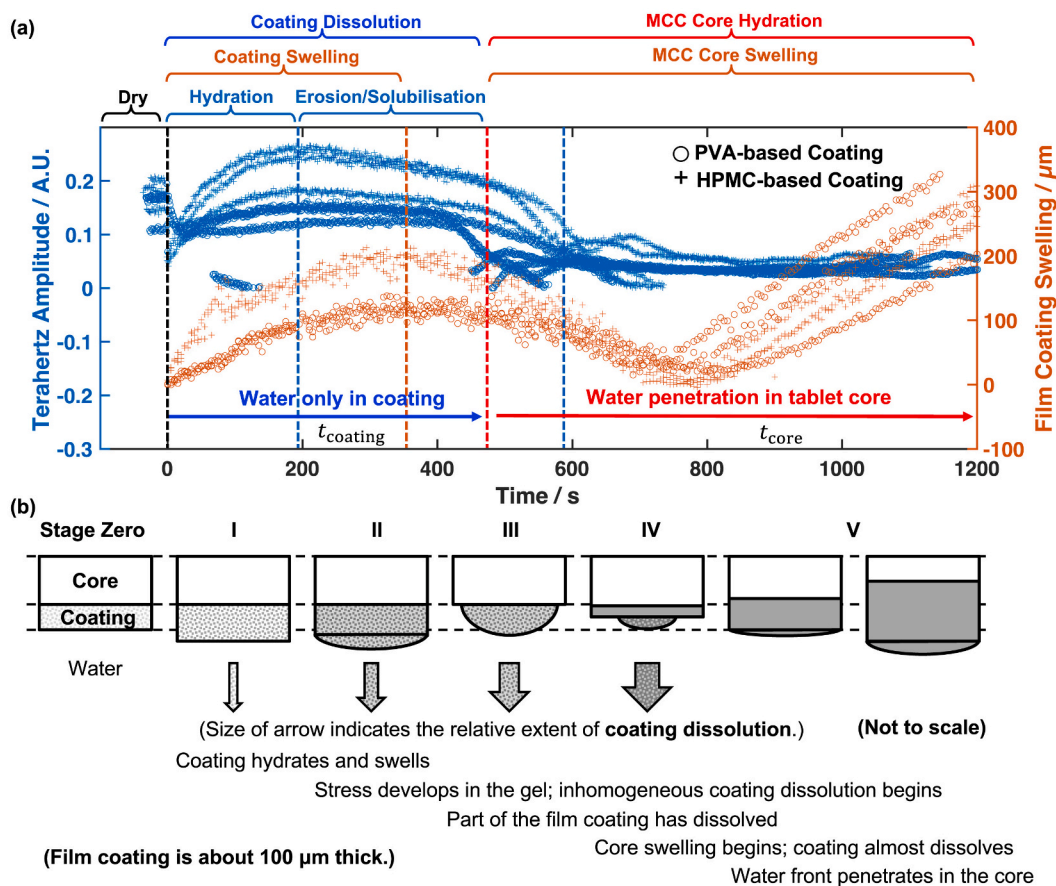 (a)
Coating Dissolution
MCC Core Hydration
Coating Swelling
MCC Core Swelling
Dry
Hydration
Erosion/Solubilisation
Terahertz Amplitude / A.U.
0.2
0.1
0
-0.1
-0.2
-0.3
○ PVA-based Coating
+ HPMC-based Coating
400
300
200
100
0
-100
Film Coating Swelling / μm
Water only in coating
Water penetration in tablet core
t_coating
t_core
0
200
400
600
800
1000
1200
Time / s
(b)
Stage Zero
I
II
III
IV
V
Core
Coating
Water
(Size of arrow indicates the relative extent of coating dissolution.)
(Not to scale)
Coating hydrates and swells
Stress develops in the gel; inhomogeneous coating dissolution begins
Part of the film coating has dissolved
Core swelling begins; coating almost dissolves
(Film coating is about 100 μm thick.)
Water front penetrates in the core